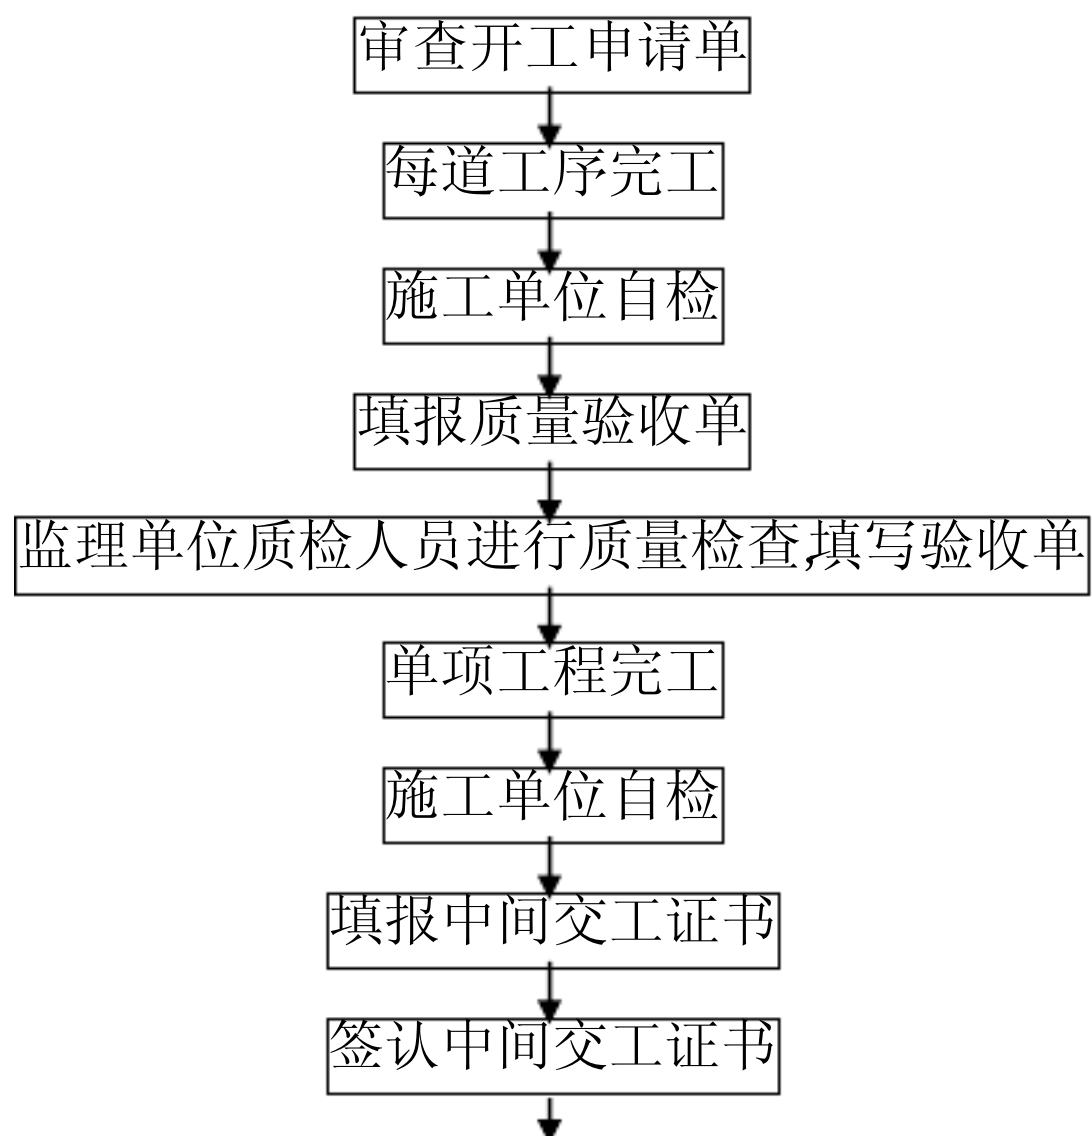 审查开工申请单
每道工序完工
施工单位自检
填报质量验收单
监理单位质检人员进行质量检查,填写验收单
单项工程完工
施工单位自检
填报中间交工证书
签认中间交工证书